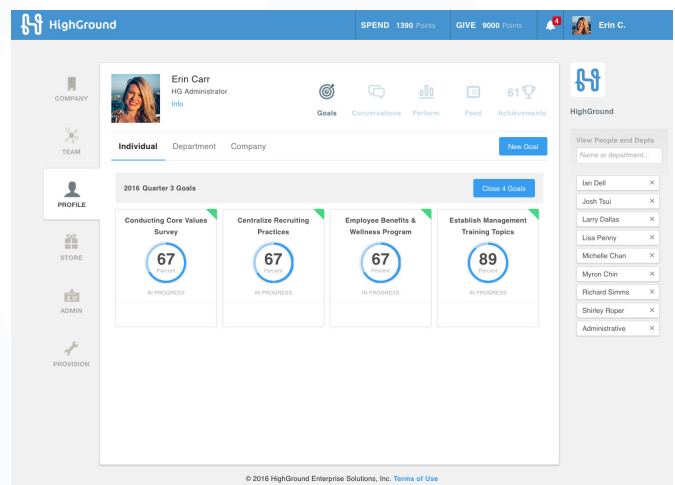 HighGround
SPEND 1390 Points
GIVE 9000 Points
4
Erin C.
COMPANY
TEAM
PROFILE
STORE
ADMIN
PROVISION
Erin Carr
HG Administrator
Info
Goals
Conversations
Perform
Feed
61
Achievements
Individual
Department
Company
New Goal
2016 Quarter 3 Goals
Close 4 Goals
Conducting Core Values
Survey
67
Percent
IN PROGRESS
Centralize Recruiting
Practices
67
Percent
IN PROGRESS
Employee Benefits &
Wellness Program
67
Percent
IN PROGRESS
Establish Management
Training Topics
89
Percent
IN PROGRESS
HighGround
View People and Depts
Name or department...
Ian Dell ×
Josh Tsui ×
Larry Dallas ×
Lisa Penny ×
Michelle Chan ×
Myron Chin ×
Richard Simms ×
Shirley Roper ×
Administrative ×
© 2016 HighGround Enterprise Solutions, Inc. Terms of Use